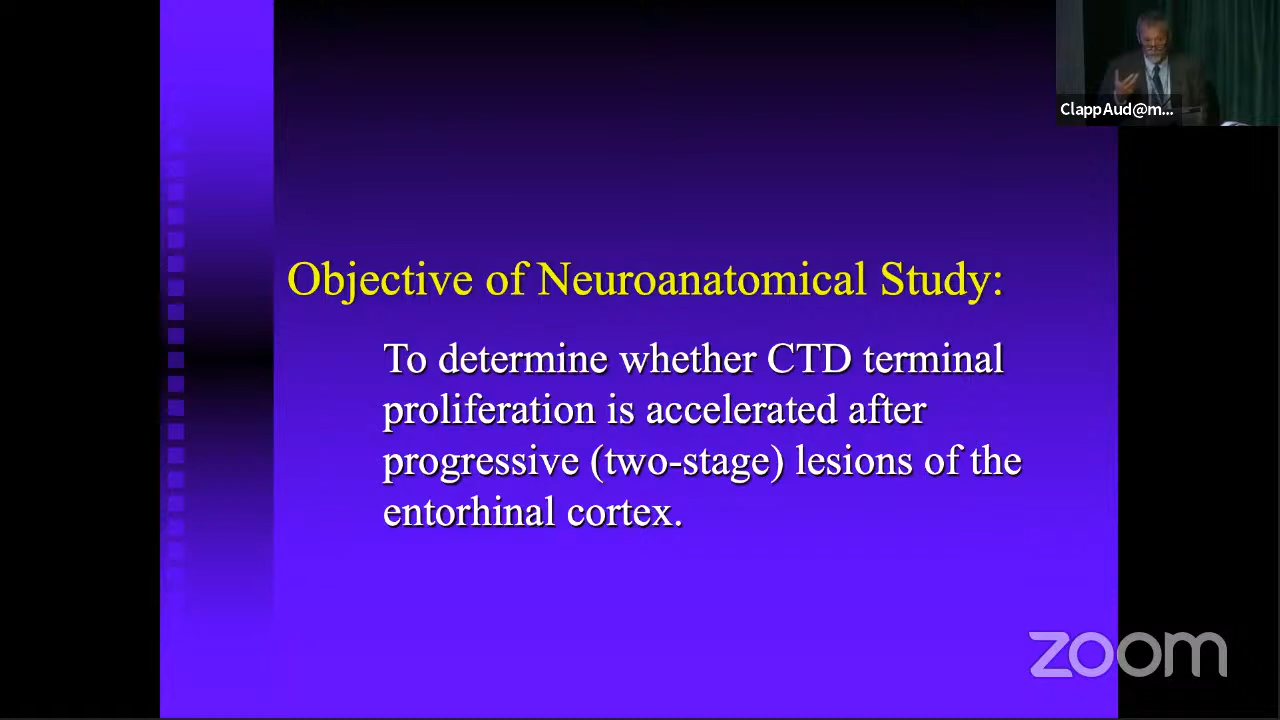 ClappAud@m...
Objective of Neuroanatomical Study:
To determine whether CTD terminal
proliferation is accelerated after
progressive (two-stage) lesions of the
entorhinal cortex.
zoom